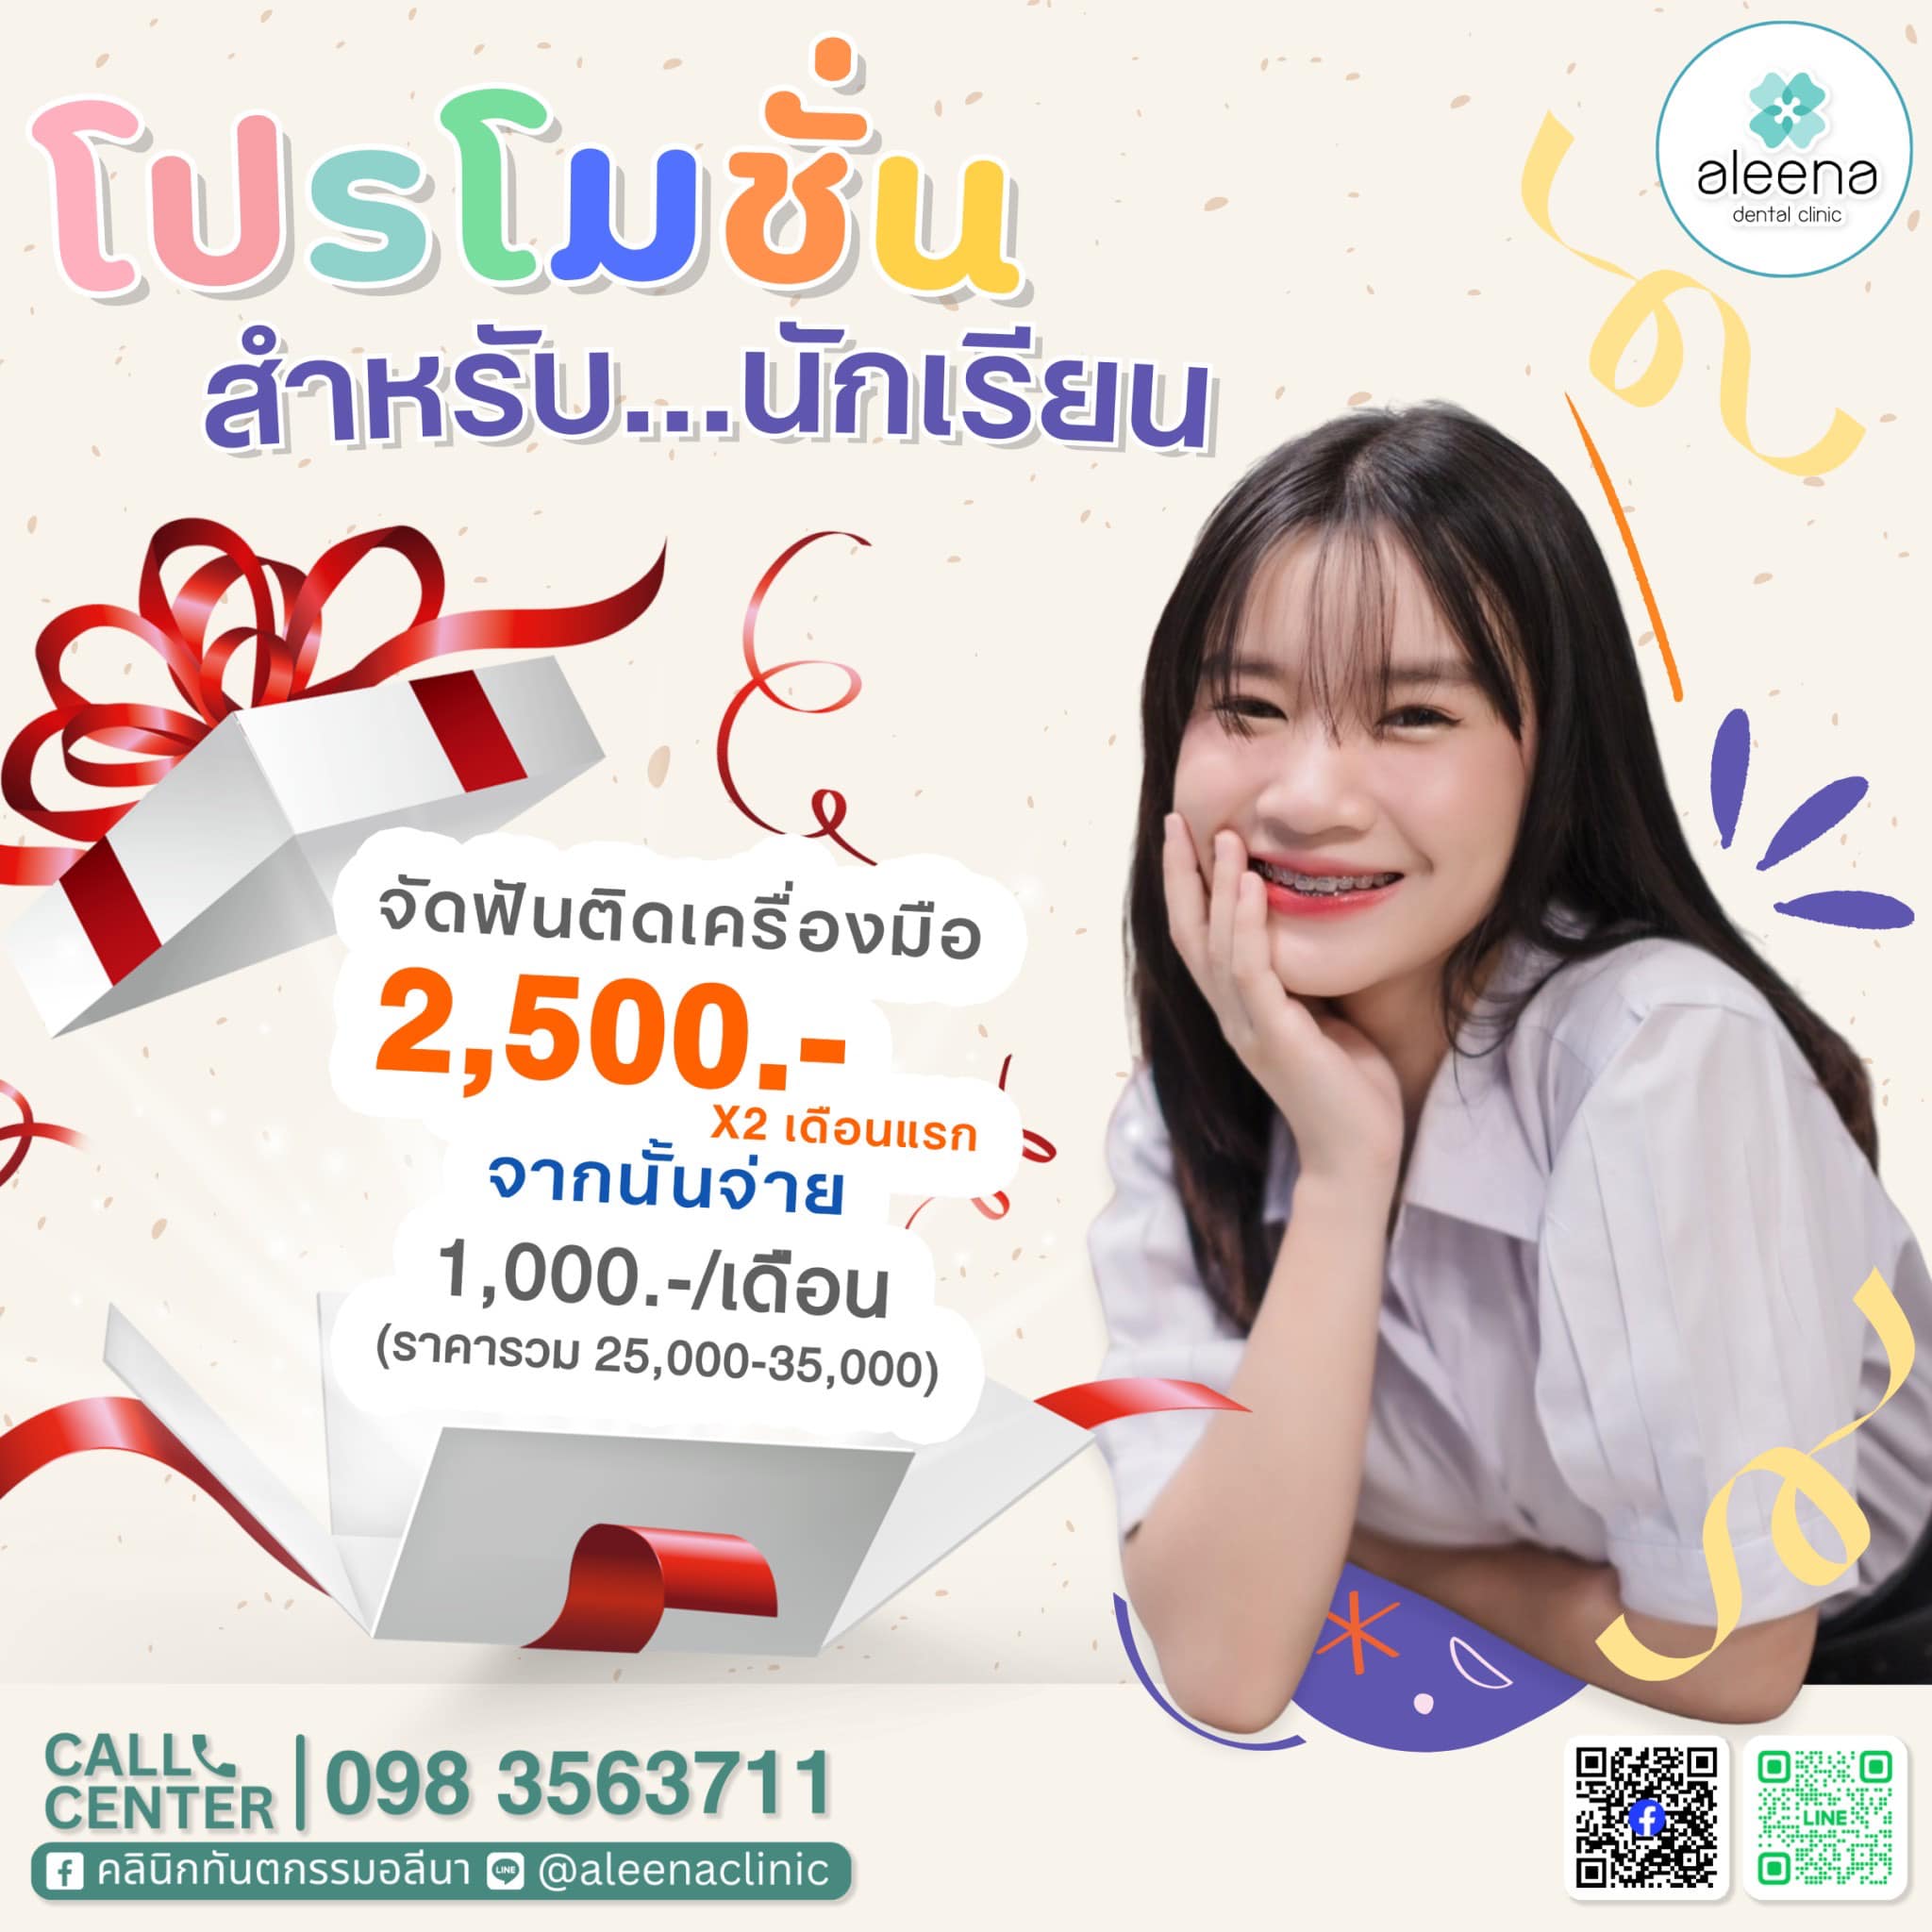 โปรโมชั่น
สำหรับ...นักเรียน
aleena
dental clinic
จัดฟันติดเครื่องมือ
2,500.-
X2 เดือนแรก
จากนั้นจ่าย
1,000.-/เดือน
(ราคารวม 25,000-35,000)
CALL
CENTER
098 3563711
คลินิกทันตกรรมอลีนา LINE @aleenaclinic
LINE